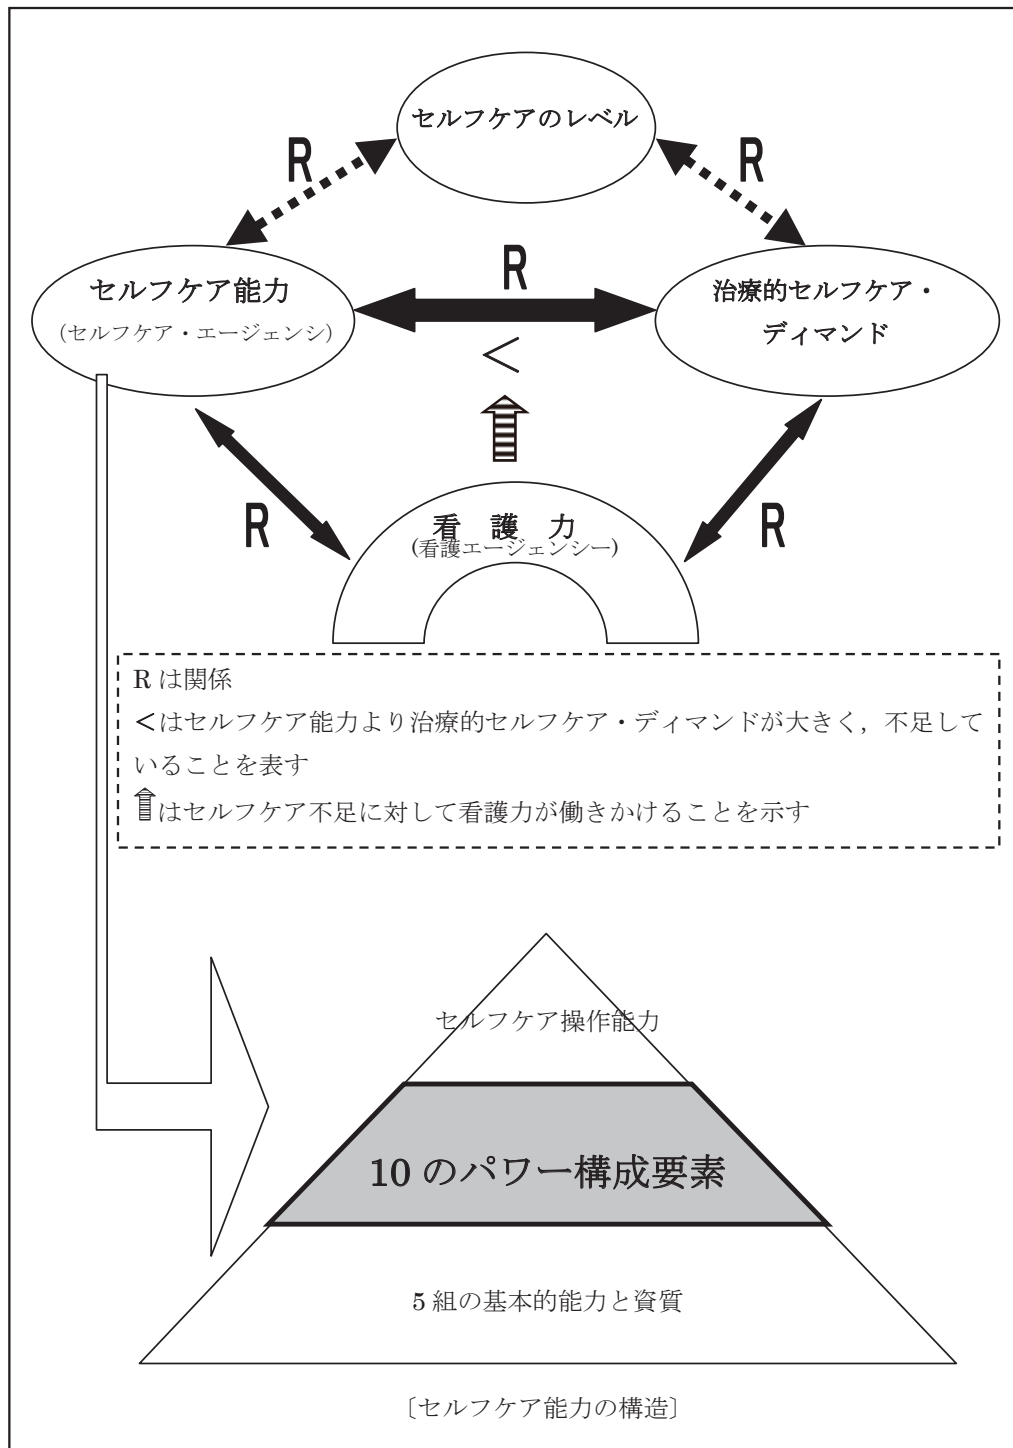 セルフケアのレベル
R
R
セルフケア能力
(セルフケア・エージェンシ)
R
治療的セルフケア・
ディマンド
＜
R
看　護　力
(看護エージェンシー)
R
R は関係
＜はセルフケア能力より治療的セルフケア・ディマンドが大きく，不足して
いることを表す
はセルフケア不足に対して看護力が働きかけることを示す
セルフケア操作能力
10 のパワー構成要素
5 組の基本的能力と資質
〔セルフケア能力の構造〕